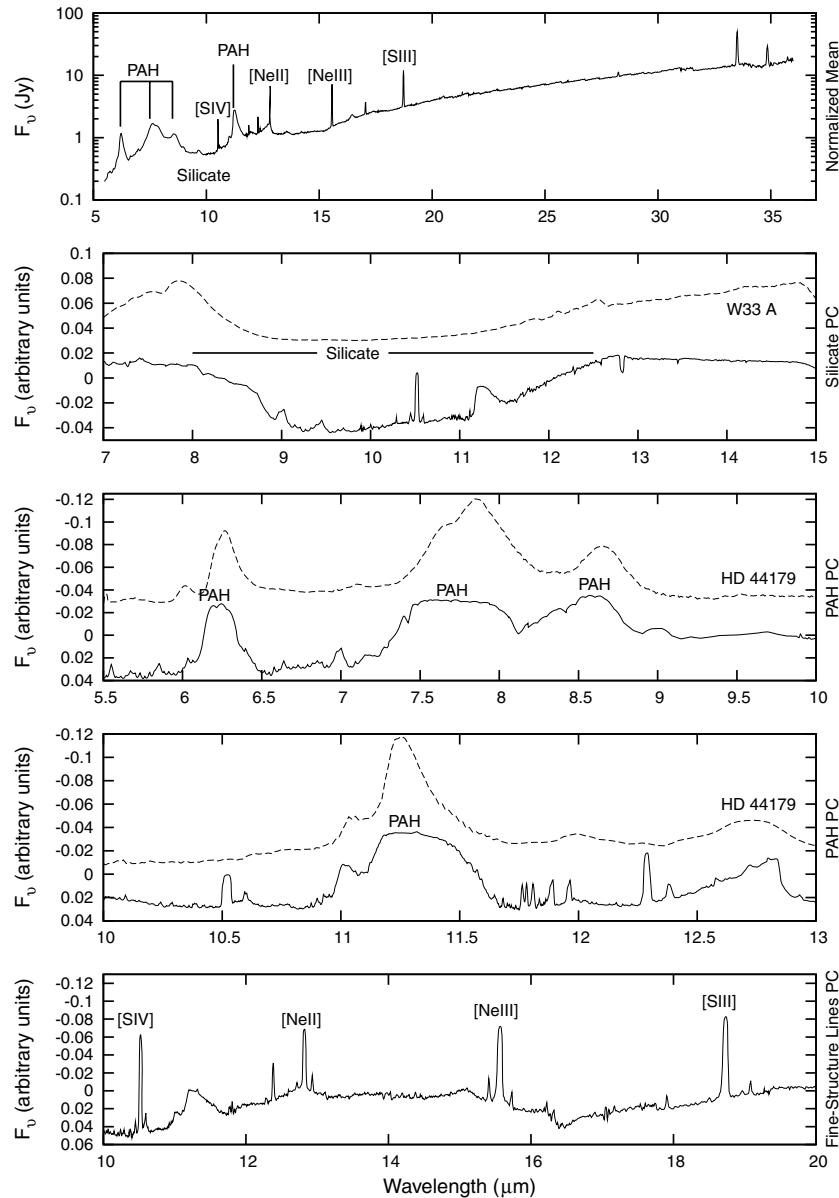 100
10
1
0.1
F_υ (Jy)
PAH
[SIV]
PAH
[NeII]
[NeIII]
[SIII]
Silicate
Normalized Mean
5 10 15 20 25 30 35
0.1
0.08
0.06
0.04
0.02
0
-0.02
-0.04
F_υ (arbitrary units)
W33 A
Silicate
Silicate PC
7 8 9 10 11 12 13 14 15
-0.12
-0.1
-0.08
-0.06
-0.04
-0.02
0
0.02
0.04
F_υ (arbitrary units)
PAH
PAH
PAH
HD 44179
PAH PC
5.5 6 6.5 7 7.5 8 8.5 9 9.5 10
-0.12
-0.1
-0.08
-0.06
-0.04
-0.02
0
0.02
0.04
F_υ (arbitrary units)
PAH
HD 44179
PAH PC
10 10.5 11 11.5 12 12.5 13
-0.12
-0.1
-0.08
-0.06
-0.04
-0.02
0
0.02
0.04
0.06
F_υ (arbitrary units)
[SIV]
[NeII]
[NeIII]
[SIII]
Fine-Structure Lines PC
10 12 14 16 18 20
Wavelength (μm)